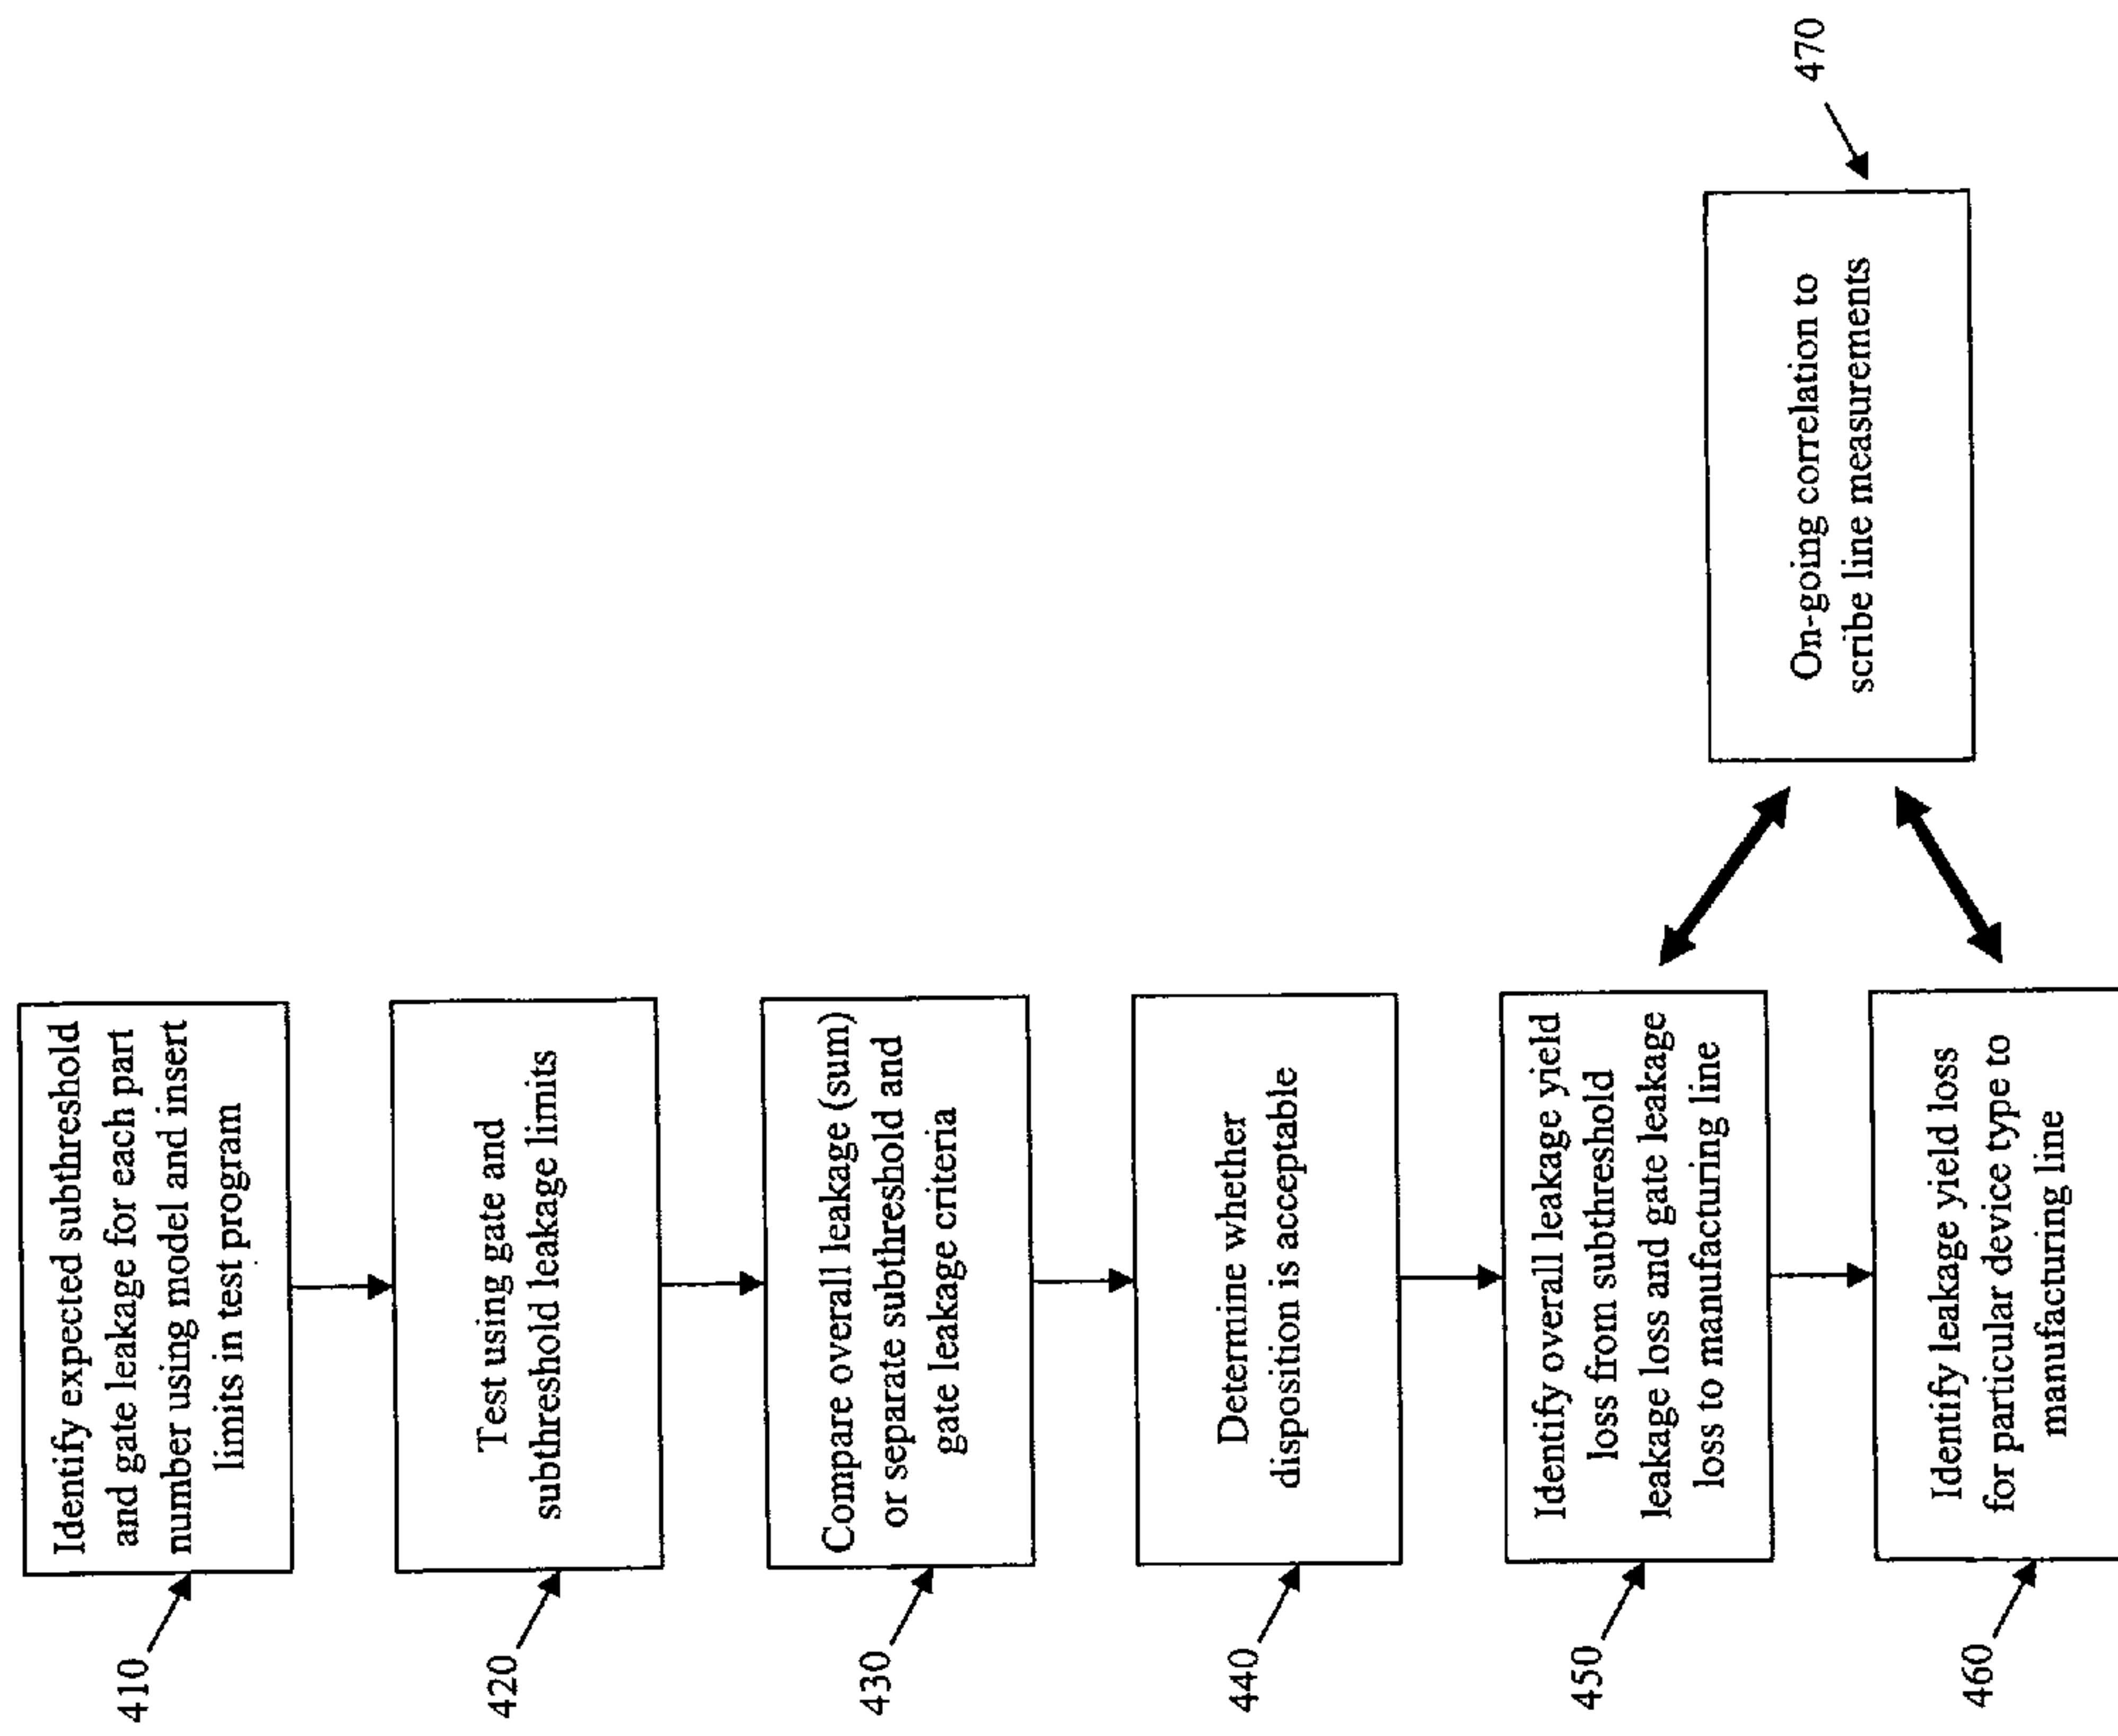 410
Identify expected subthreshold
and gate leakage for each part
number using model and insert
limits in test program
420
Test using gate and
subthreshold leakage limits
430
Compare overall leakage (sum)
or separate subthreshold and
gate leakage criteria
440
Determine whether
disposition is acceptable
450
Identify overall leakage yield
loss from subthreshold
leakage loss and gate leakage
loss to manufacturing line
460
Identify leakage yield loss
for particular device type to
manufacturing line
470
On-going correlation to
scribe line measurements